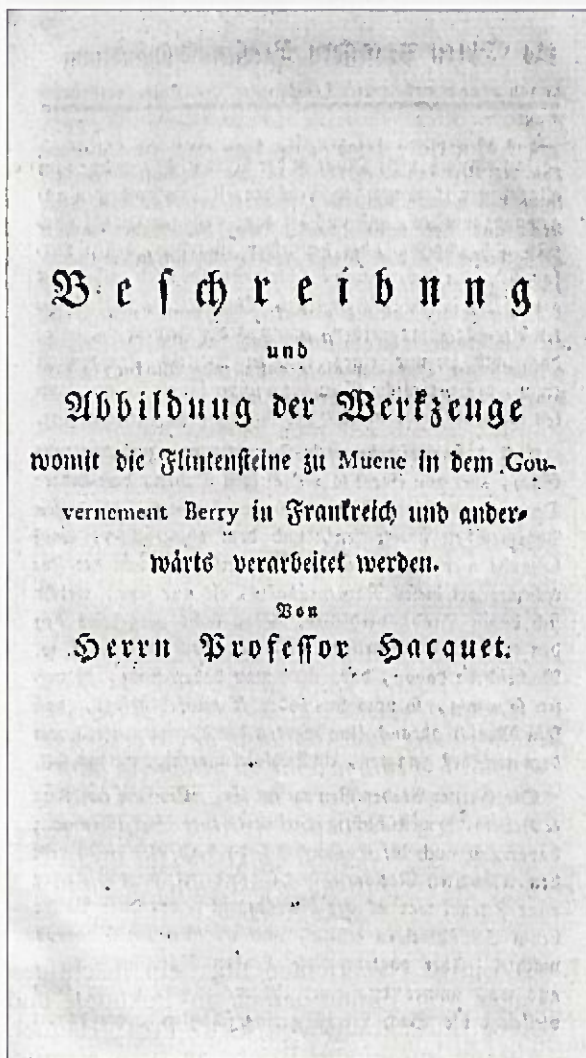 Beschreibung
und
Abbildung der Werkzeuge
womit die Flintensteine zu Muene in dem Gou-
vernement Berry in Frankreich und ander-
wärts verarbeitet werden.
Von
Herrn Professor Hacquet.